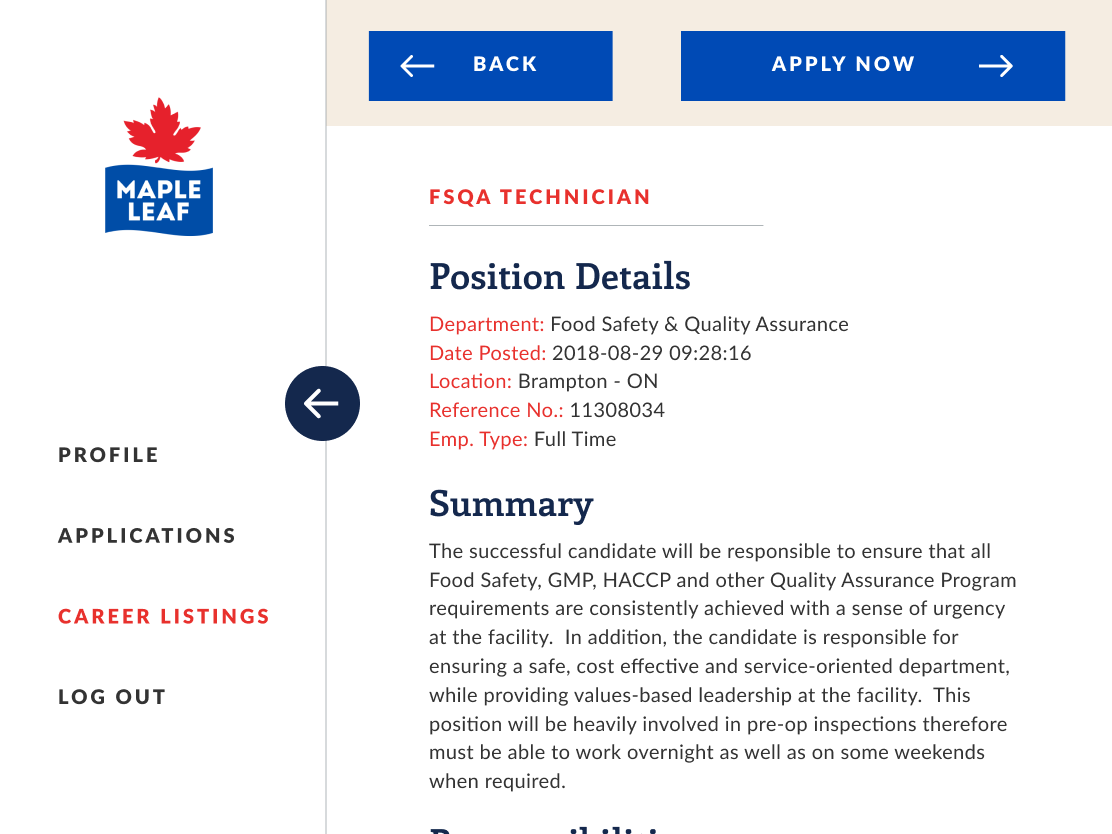 MAPLE
LEAF
PROFILE
APPLICATIONS
CAREER LISTINGS
LOG OUT
BACK
APPLY NOW
FSQA TECHNICIAN
Position Details
Department: Food Safety & Quality Assurance
Date Posted: 2018-08-29 09:28:16
Location: Brampton - ON
Reference No.: 11308034
Emp. Type: Full Time
Summary
The successful candidate will be responsible to ensure that all
Food Safety, GMP, HACCP and other Quality Assurance Program
requirements are consistently achieved with a sense of urgency
at the facility.  In addition, the candidate is responsible for
ensuring a safe, cost effective and service-oriented department,
while providing values-based leadership at the facility.  This
position will be heavily involved in pre-op inspections therefore
must be able to work overnight as well as on some weekends
when required.